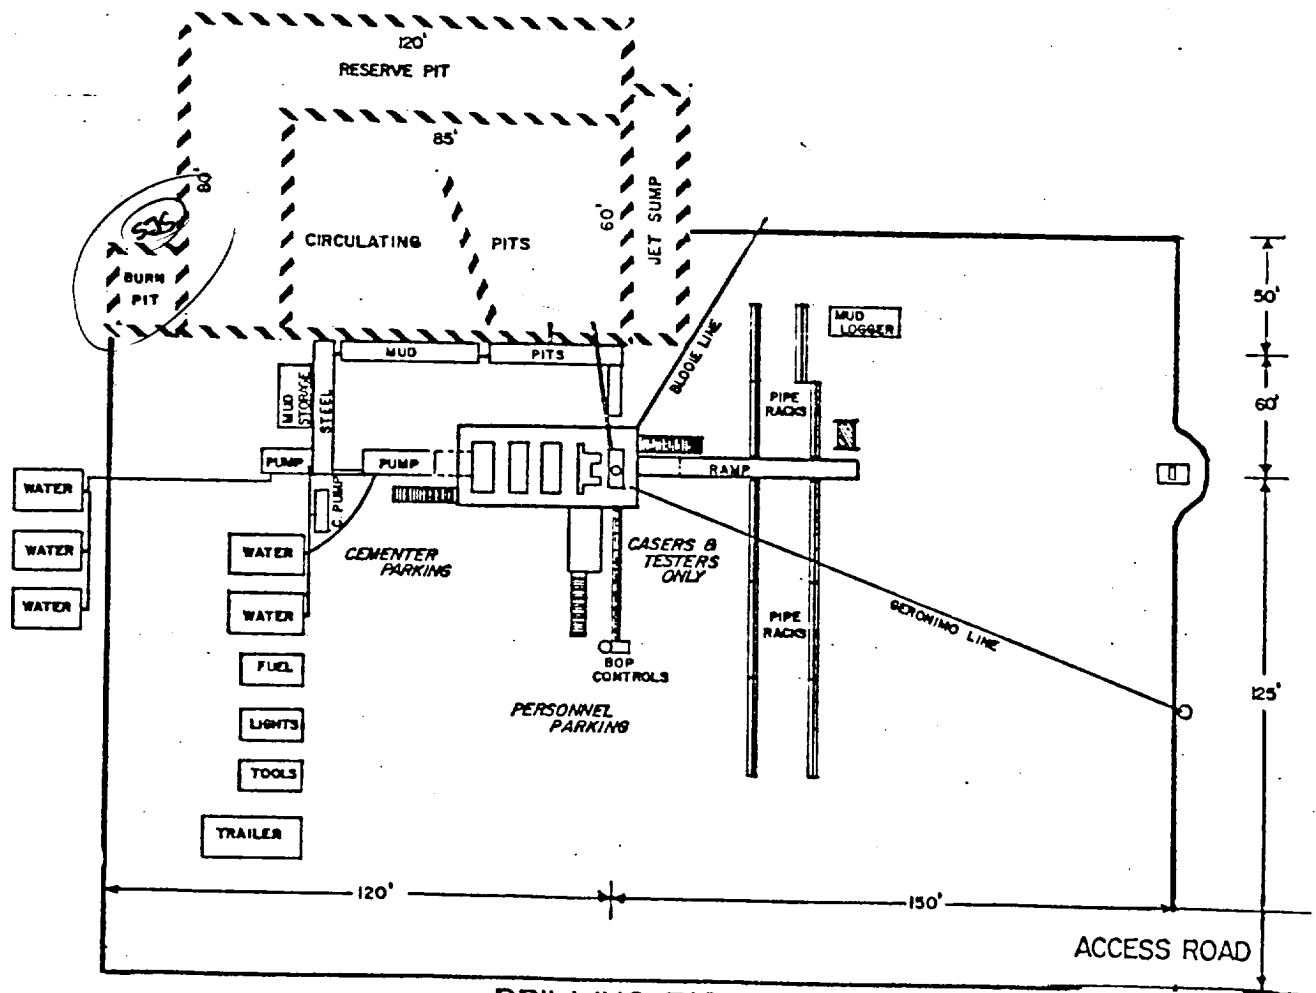 120'
RESERVE PIT
85'
80'
CIRCULATING
PITS
60'
JET SUMP
BURN
PIT
BLOOIE LINE
50'
60'
125'
MUD
LOGGER
MUD
PITS
MUD
STORAGE
STEEL
PIPE
RACKS
PUMP
PUMP
RAMP
C. PUMP
WATER
WATER
WATER
WATER
WATER
CEMENTER
PARKING
CASERS &
TESTERS
ONLY
GERONIMO LINE
PIPE
RACKS
FUEL
BOP
CONTROLS
LIGHTS
PERSONNEL
PARKING
TOOLS
TRAILER
120'
150'
ACCESS ROAD